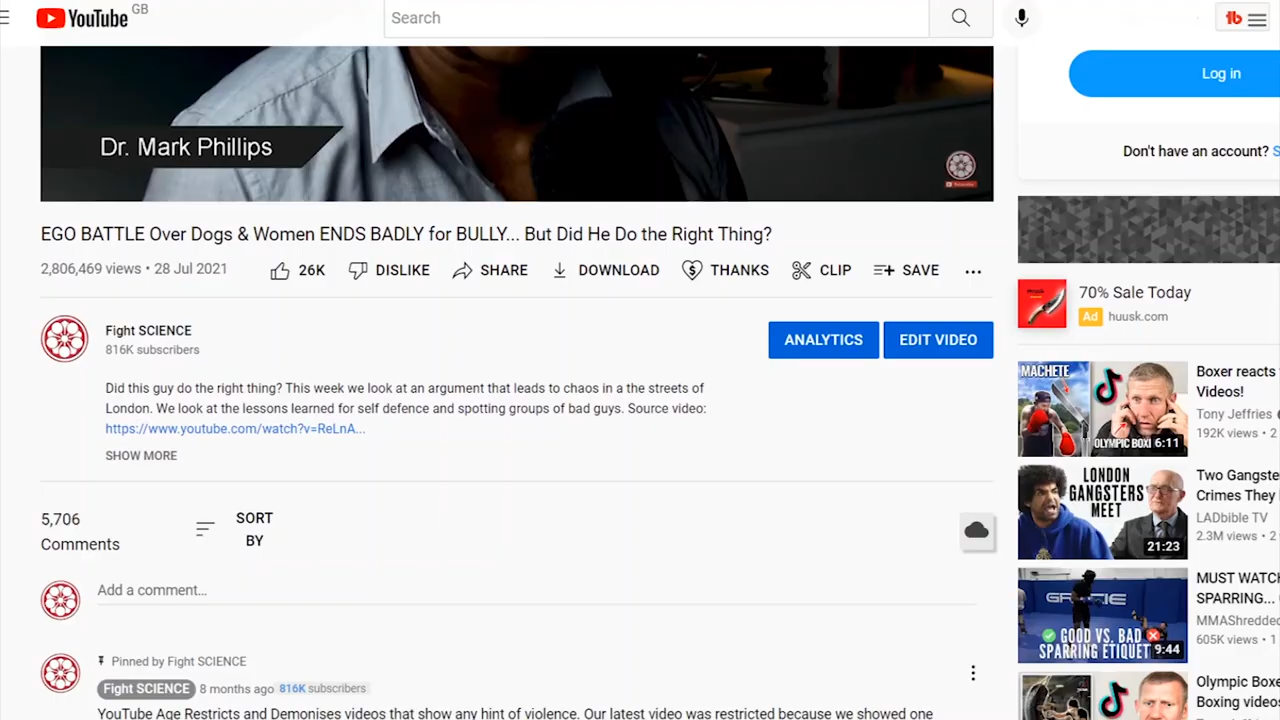 YouTube GB
Search
Log in
Don't have an account?
Dr. Mark Phillips
EGO BATTLE Over Dogs & Women ENDS BADLY for BULLY... But Did He Do the Right Thing?
2,806,469 views • 28 Jul 2021
26K DISLIKE SHARE DOWNLOAD THANKS CLIP SAVE
Fight SCIENCE
816K subscribers
ANALYTICS EDIT VIDEO
Did this guy do the right thing? This week we look at an argument that leads to chaos in a the streets of
London. We look at the lessons learned for self defence and spotting groups of bad guys. Source video:
https://www.youtube.com/watch?v=ReLnA...
SHOW MORE
5,706
Comments
SORT
BY
Add a comment...
Pinned by Fight SCIENCE
Fight SCIENCE 8 months ago 816K subscribers
YouTube Age Restricts and Demonises videos that show any hint of violence. Our latest video was restricted because we showed one
70% Sale Today
Ad huusk.com
MACHETE
OLYMPIC BOXI 6:11
Boxer reacts
Videos!
Tony Jeffries
192K views • 2
LONDON
GANGSTERS
MEET
21:23
Two Gangste
Crimes They
LADbible TV
2.3M views • 2
GRACIE
GOOD VS. BAD
SPARRING ETIQUET 9:44
MUST WATCH
SPARRING...
MMAShredded
605K views • 1
Olympic Boxe
Boxing video